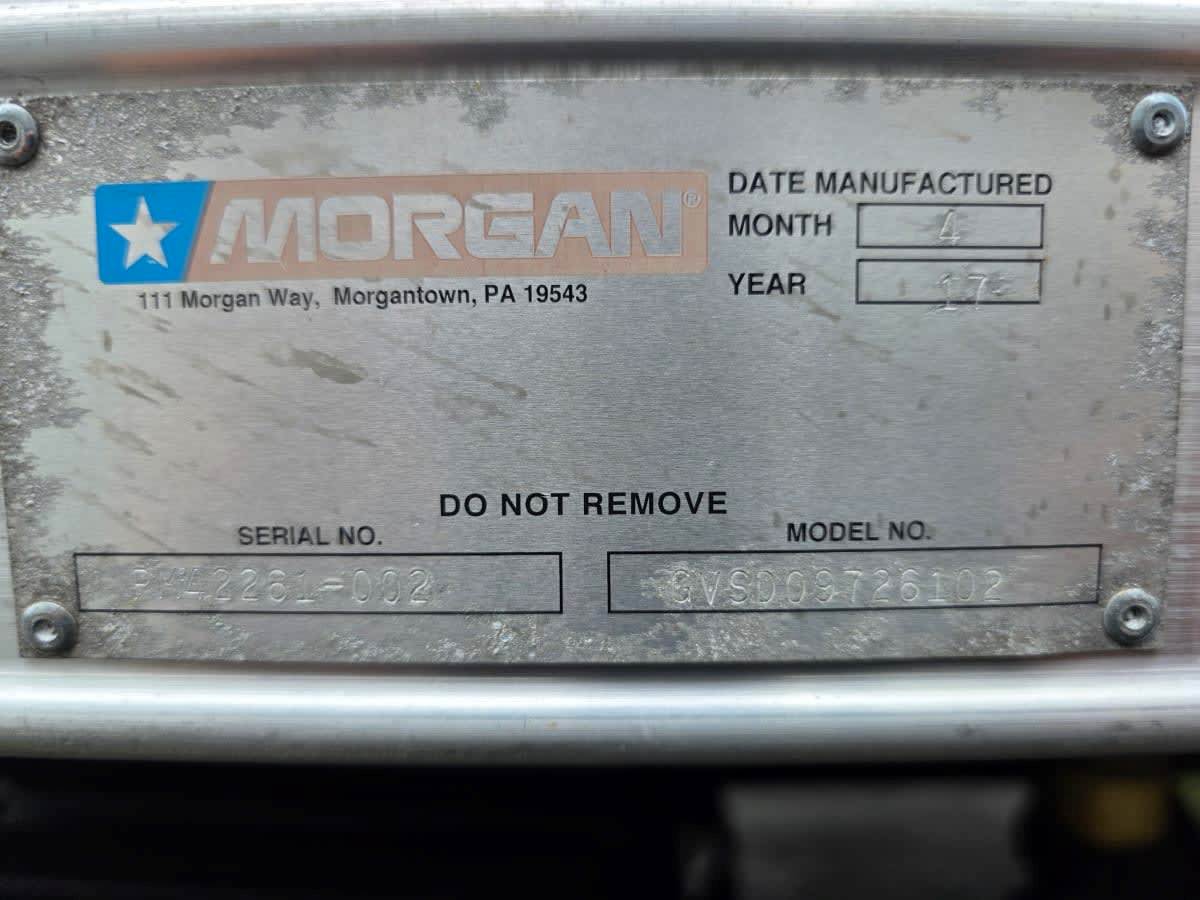 MORGAN®
111 Morgan Way, Morgantown, PA 19543
DATE MANUFACTURED
MONTH 4
YEAR 17
DO NOT REMOVE
SERIAL NO.
MODEL NO.
GVSD09726102